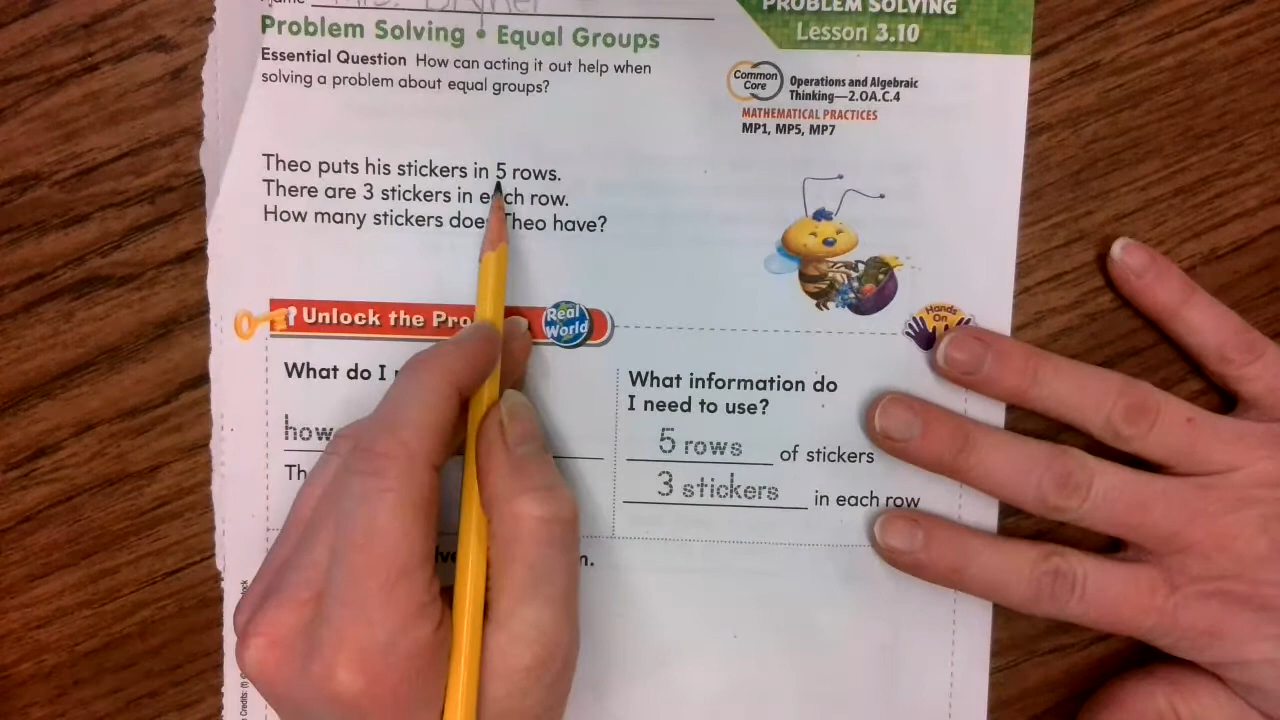 PROBLEM SOLVING
Lesson 3.10
Problem Solving • Equal Groups
Essential Question How can acting it out help when
solving a problem about equal groups?
Common
Core
Operations and Algebraic
Thinking—2.OA.C.4
MATHEMATICAL PRACTICES
MP1, MP5, MP7
Theo puts his stickers in 5 rows.
There are 3 stickers in each row.
How many stickers does Theo have?
Unlock the
Real
World
Hands
On
What do I
how
What information do
I need to use?
5 rows of stickers
3 stickers in each row